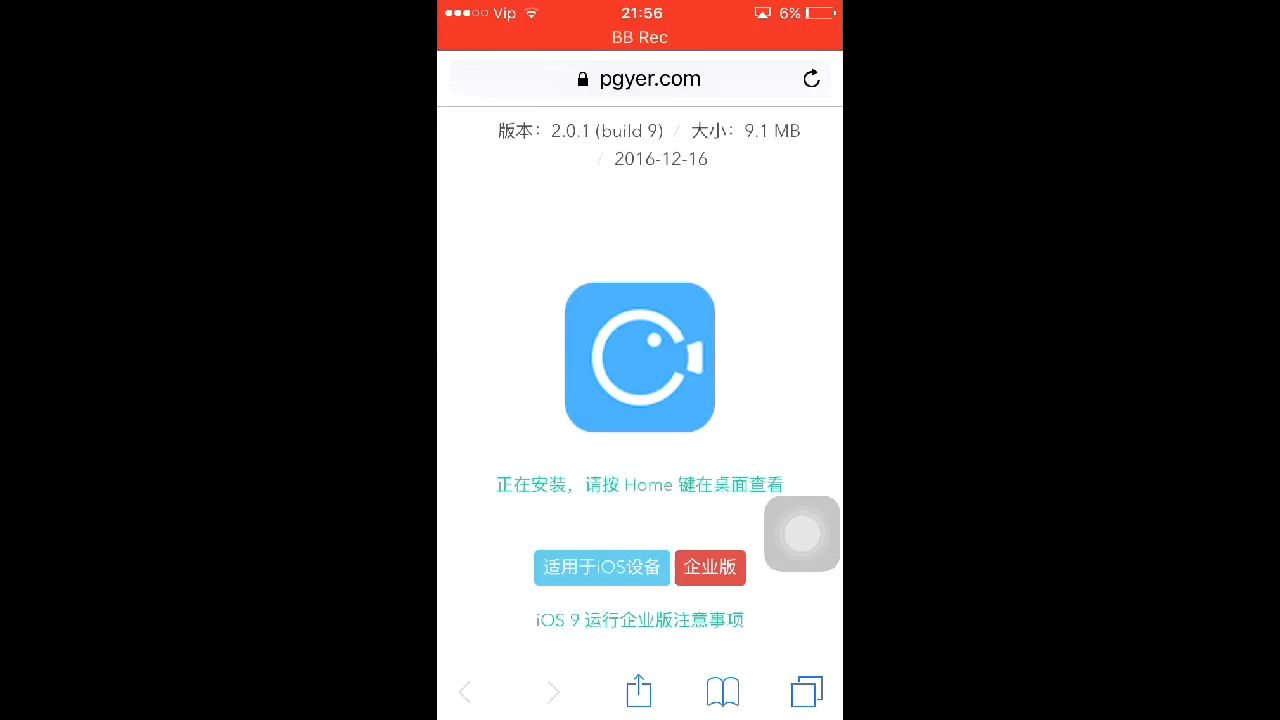 Vip 21:56 6%
BB Rec
pgyer.com
版本：2.0.1 (build 9) / 大小：9.1 MB
/ 2016-12-16
正在安装，请按 Home 键在桌面查看
适用于iOS设备 企业版
iOS 9 运行企业版注意事项